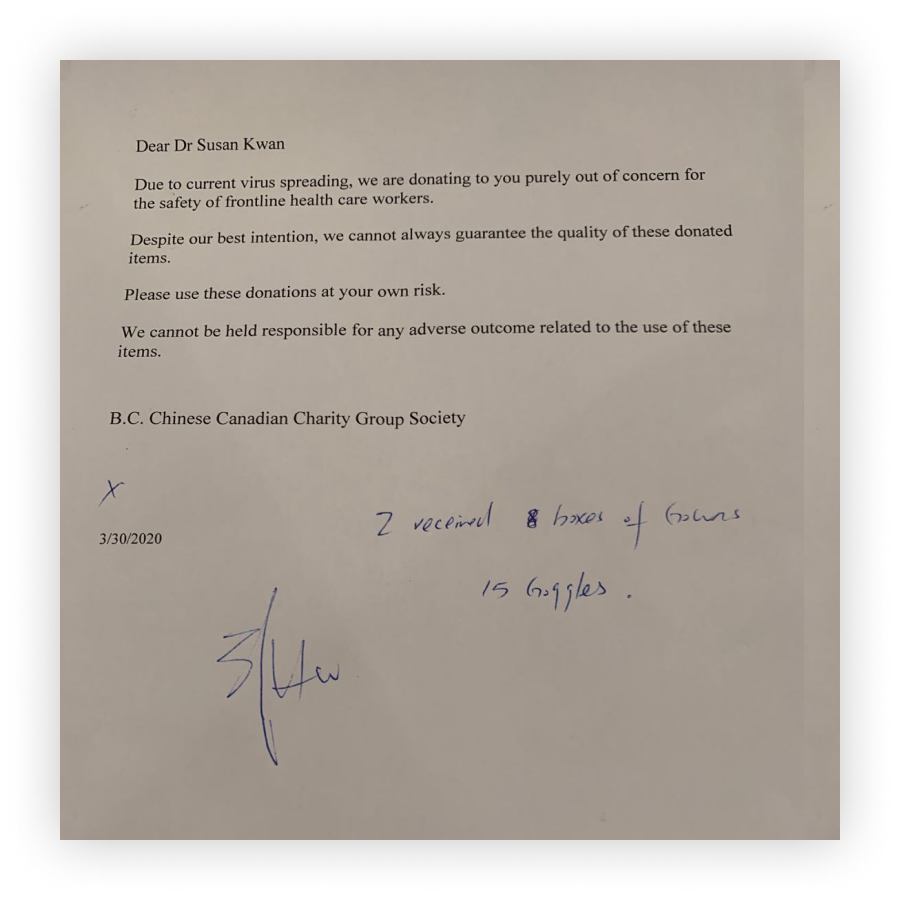 Dear Dr Susan Kwan
Due to current virus spreading, we are donating to you purely out of concern for
the safety of frontline health care workers.
Despite our best intention, we cannot always guarantee the quality of these donated
items.
Please use these donations at your own risk.
We cannot be held responsible for any adverse outcome related to the use of these
items.
B.C. Chinese Canadian Charity Group Society
X
I received 8 boxes of Gowns
3/30/2020
15 Goggles.